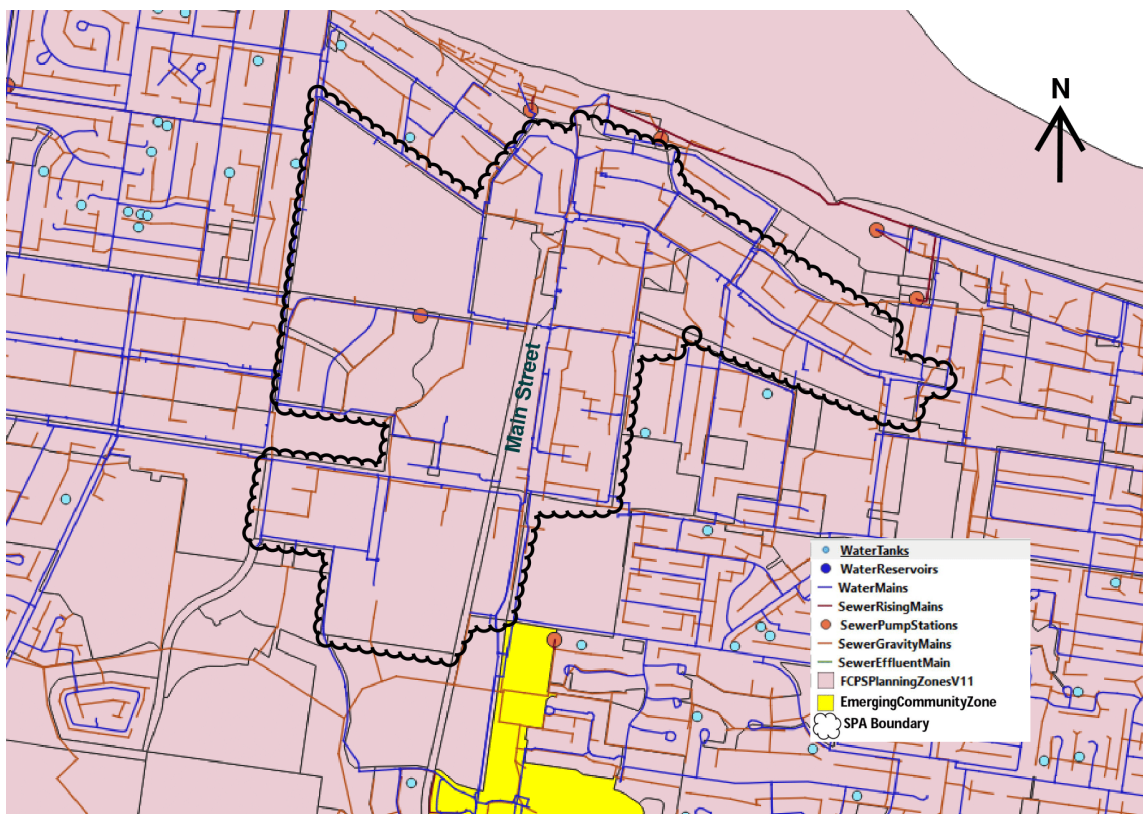 N
Main Street
WaterTanks
WaterReservoirs
WaterMains
SewerRisingMains
SewerPumpStations
SewerGravityMains
SewerEffluentMain
FCPSPlanningZonesV11
EmergingCommunityZone
SPA Boundary